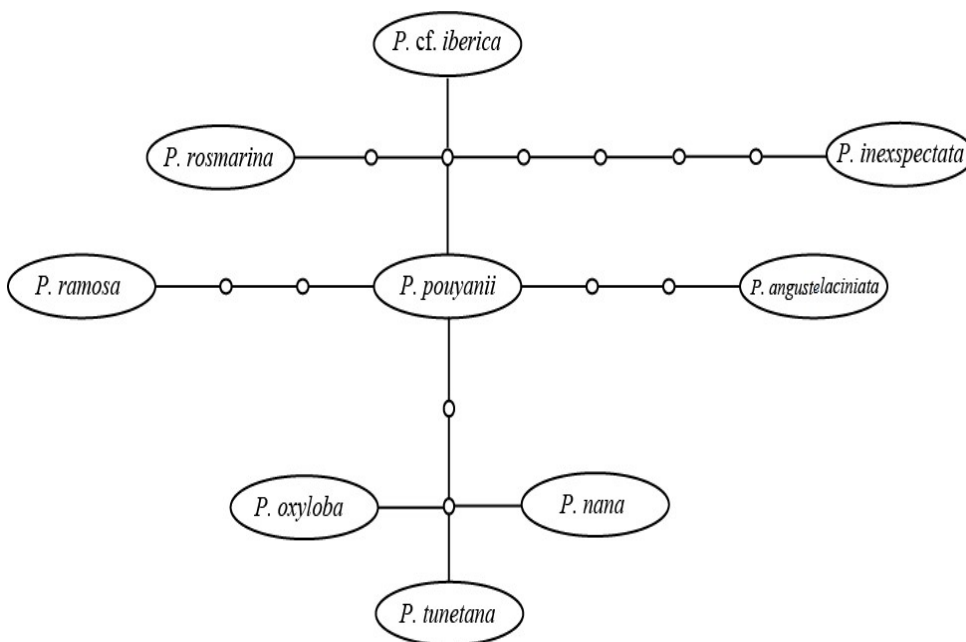 P. cf. iberica
P. rosmarina
P. inexspectata
P. ramosa
P. pouyanii
P. angustelaciniata
P. oxyloba
P. nana
P. tunetana